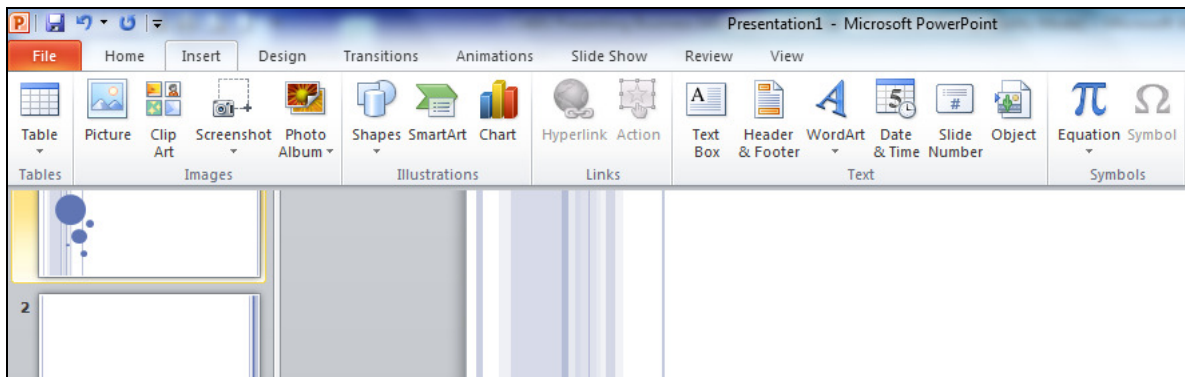 Presentation1 - Microsoft PowerPoint
File Home Insert Design Transitions Animations Slide Show Review View
Table Picture Clip Art Screenshot Photo Album Shapes SmartArt Chart Hyperlink Action Text Box Header & Footer WordArt Date & Time Slide Number Object Equation Symbol
Tables Images Illustrations Links Text Symbols
2